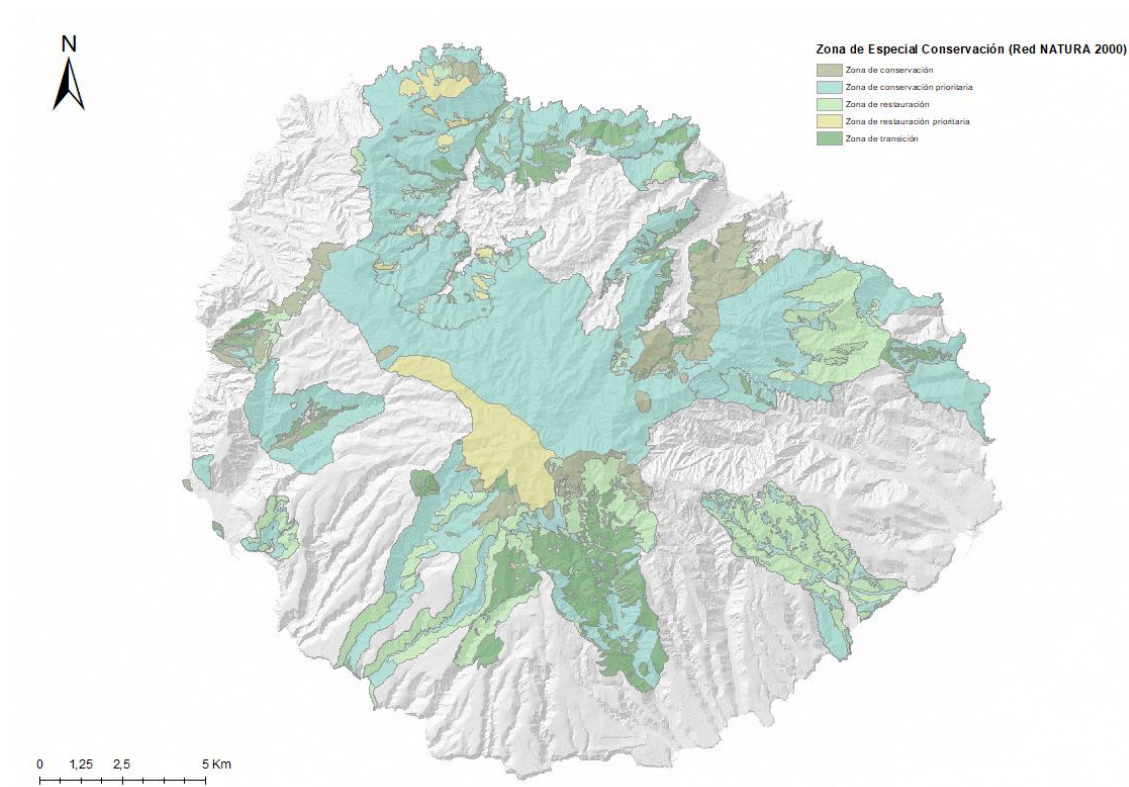 N
Zona de Especial Conservación (Red NATURA 2000)
Zona de conservación
Zona de conservación prioritaria
Zona de restauración
Zona de restauración prioritaria
Zona de transición
0 1,25 2,5 5 Km